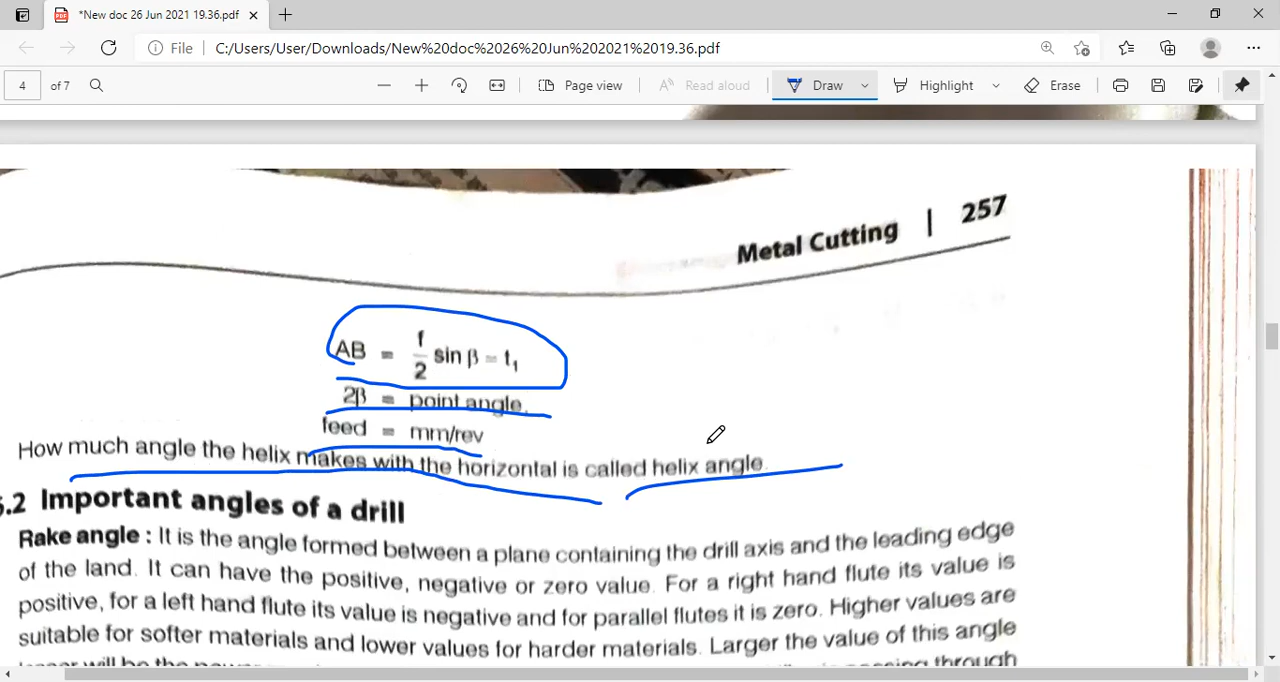 *New doc 26 Jun 2021 19.36.pdf
File C:/Users/User/Downloads/New%20doc%2026%20Jun%202021%2019.36.pdf
4 of 7 Page view Read aloud Draw Highlight Erase
Metal Cutting | 257
AB = f/2 sin β = t₁
2β = point angle.
feed = mm/rev
How much angle the helix makes with the horizontal is called helix angle.
.2 Important angles of a drill
Rake angle : It is the angle formed between a plane containing the drill axis and the leading edge
of the land. It can have the positive, negative or zero value. For a right hand flute its value is
positive, for a left hand flute its value is negative and for parallel flutes it is zero. Higher values are
suitable for softer materials and lower values for harder materials. Larger the value of this angle
will be the through